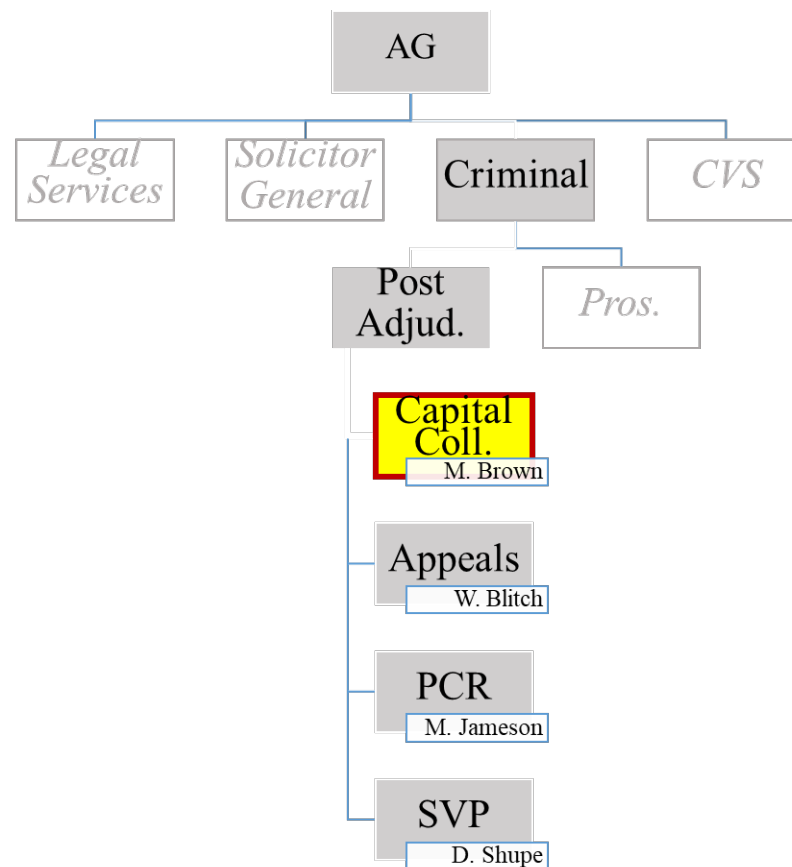 AG
Legal
Services
Solicitor
General
Criminal
CVS
Post
Adjud.
Pros.
Capital
Coll.
M. Brown
Appeals
W. Blitch
PCR
M. Jameson
SVP
D. Shupe